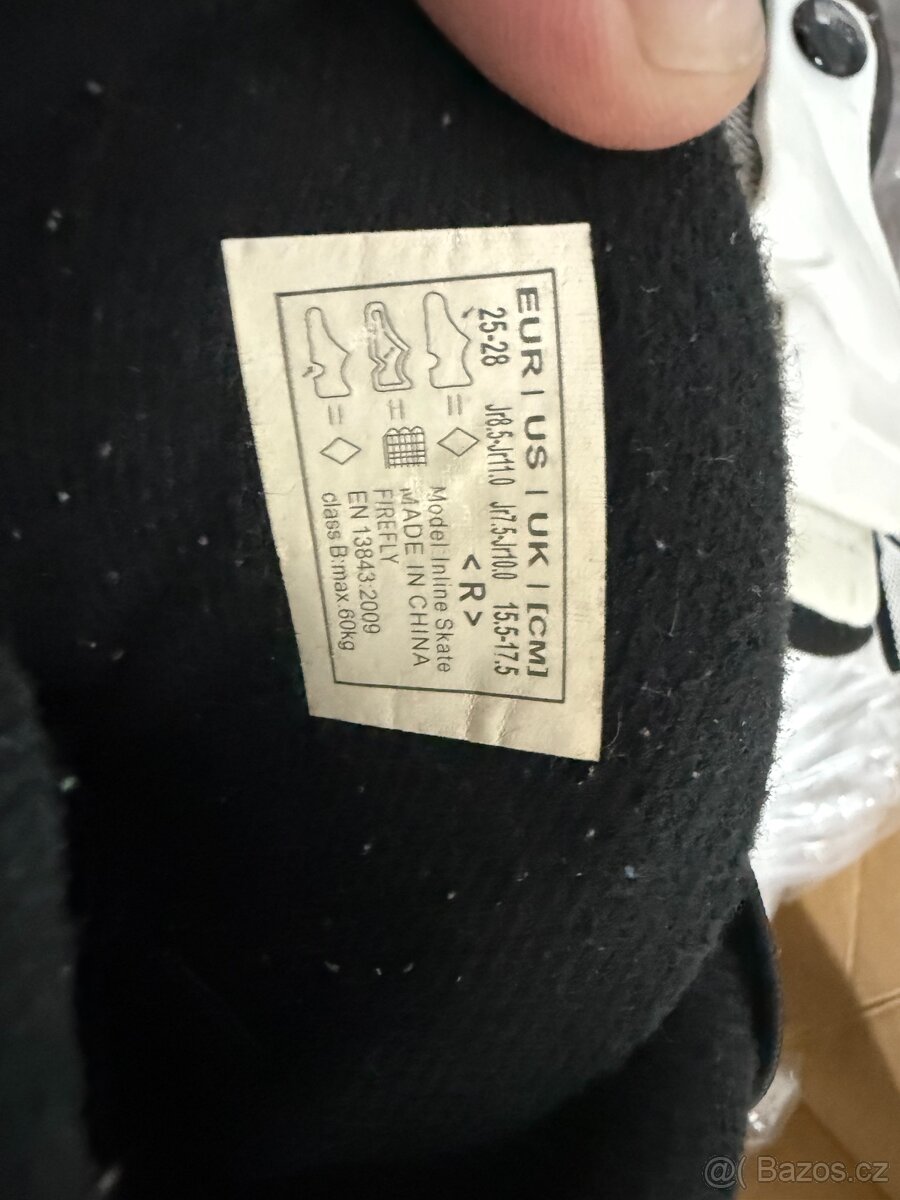 EUR | US | UK | [CM]
25-28 Jr8.5-Jr11.0 Jr7.5-Jr10.0 15.5-17.5
< R >
= Model Inline Skate
= MADE IN CHINA
FIREFLY
= EN 13843:2009
class B:max.60kg
@( Bazos.cz